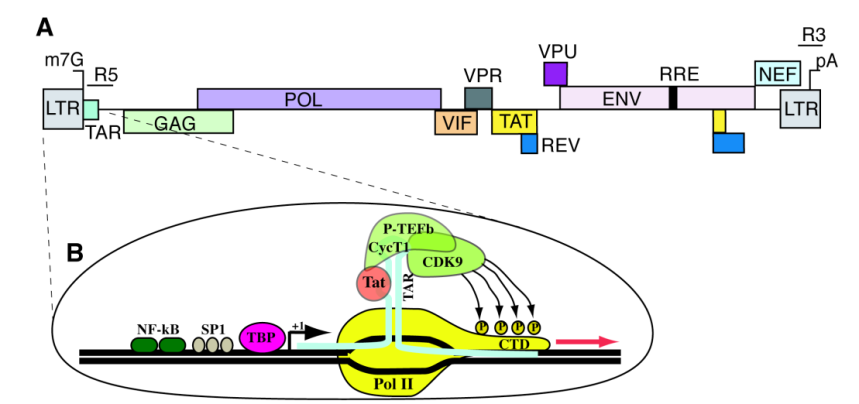 A
R3
m7G
R5
VPU
pA
VPR
RRE
NEF
LTR
POL
ENV
LTR
TAR
GAG
VIF
TAT
REV
B
P-TEFb
CycT1
CDK9
Tat
TAR
NF-kB
SP1
TBP
+1
P P P P
CTD
Pol II